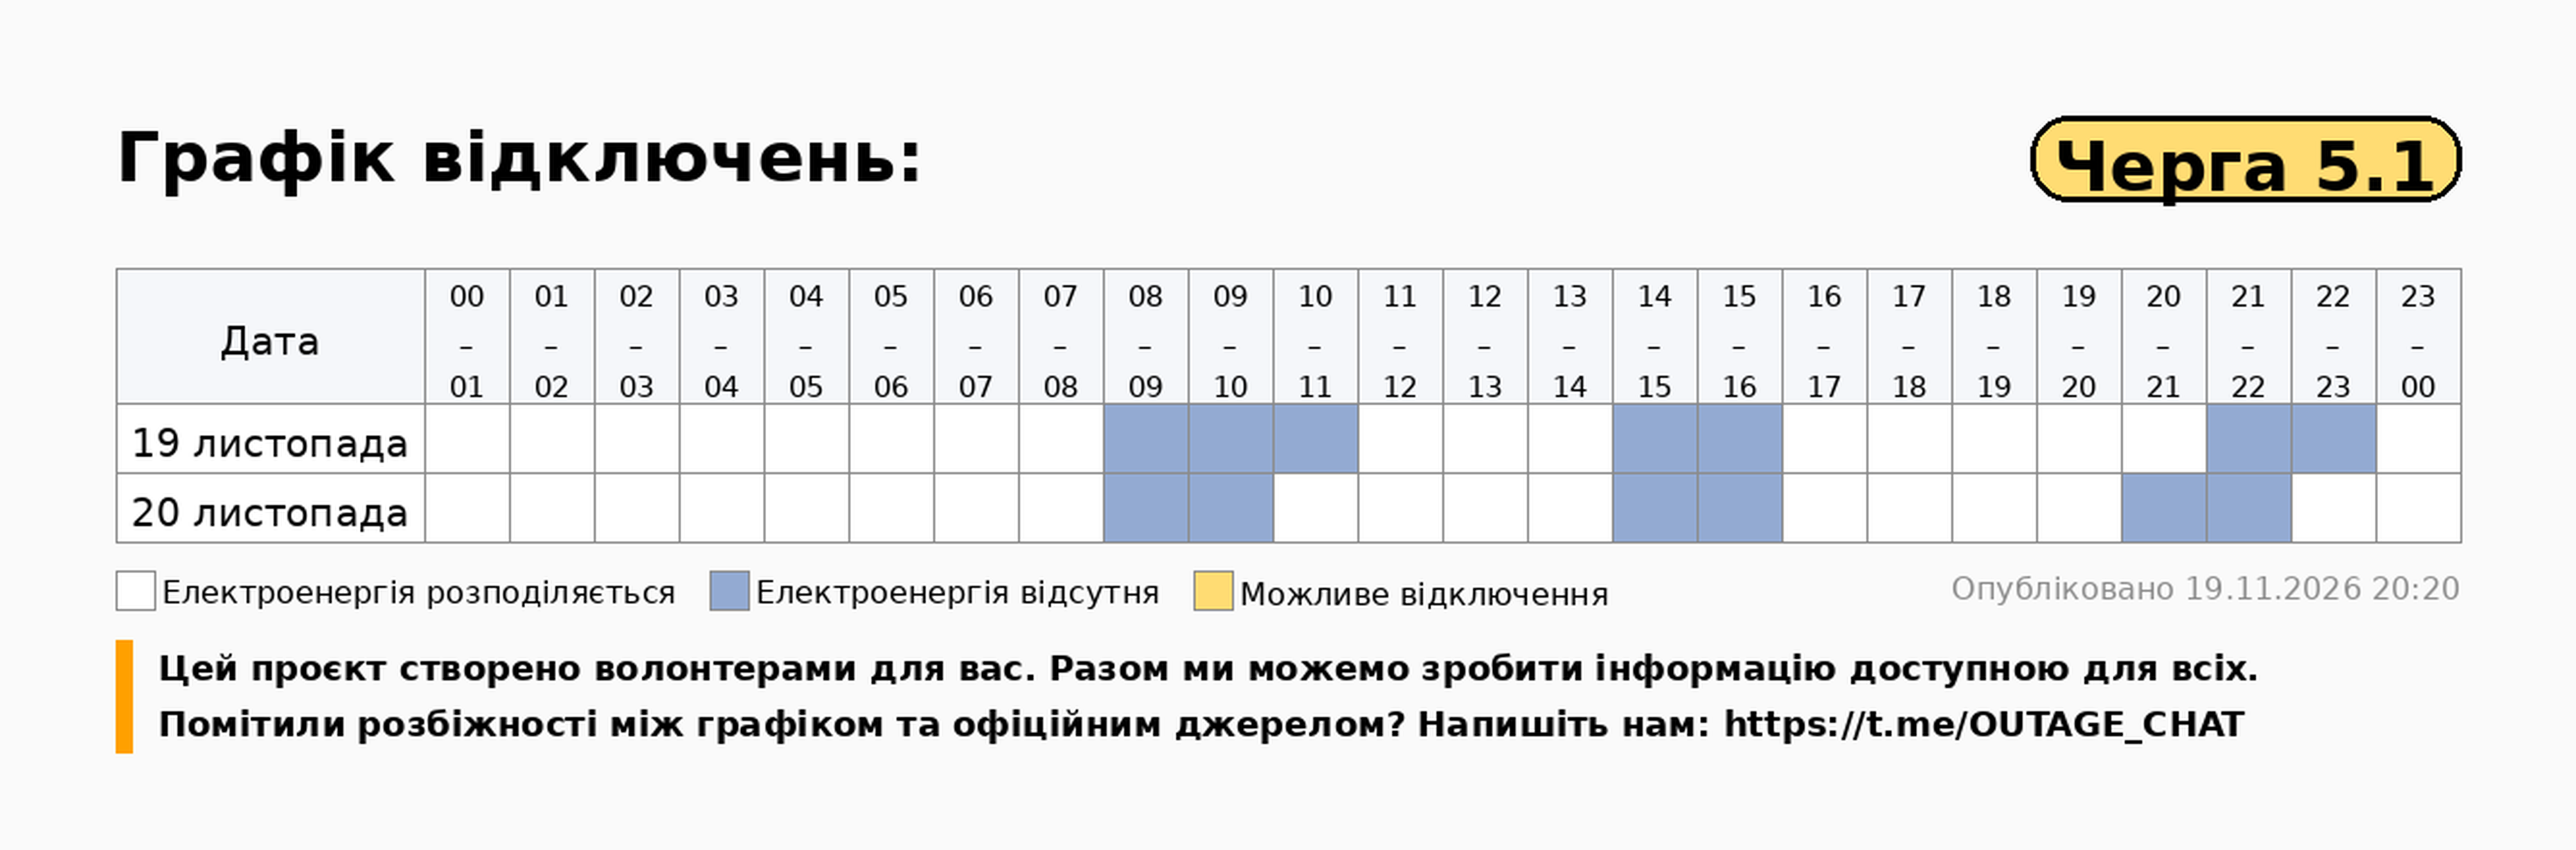 Графік відключень:
Черга 5.1
Дата
00 – 01
01 – 02
02 – 03
03 – 04
04 – 05
05 – 06
06 – 07
07 – 08
08 – 09
09 – 10
10 – 11
11 – 12
12 – 13
13 – 14
14 – 15
15 – 16
16 – 17
17 – 18
18 – 19
19 – 20
20 – 21
21 – 22
22 – 23
23 – 00
19 листопада
20 листопада
Електроенергія розподіляється
Електроенергія відсутня
Можливе відключення
Опубліковано 19.11.2026 20:20
Цей проєкт створено волонтерами для вас. Разом ми можемо зробити інформацію доступною для всіх.
Помітили розбіжності між графіком та офіційним джерелом? Напишіть нам: https://t.me/OUTAGE_CHAT